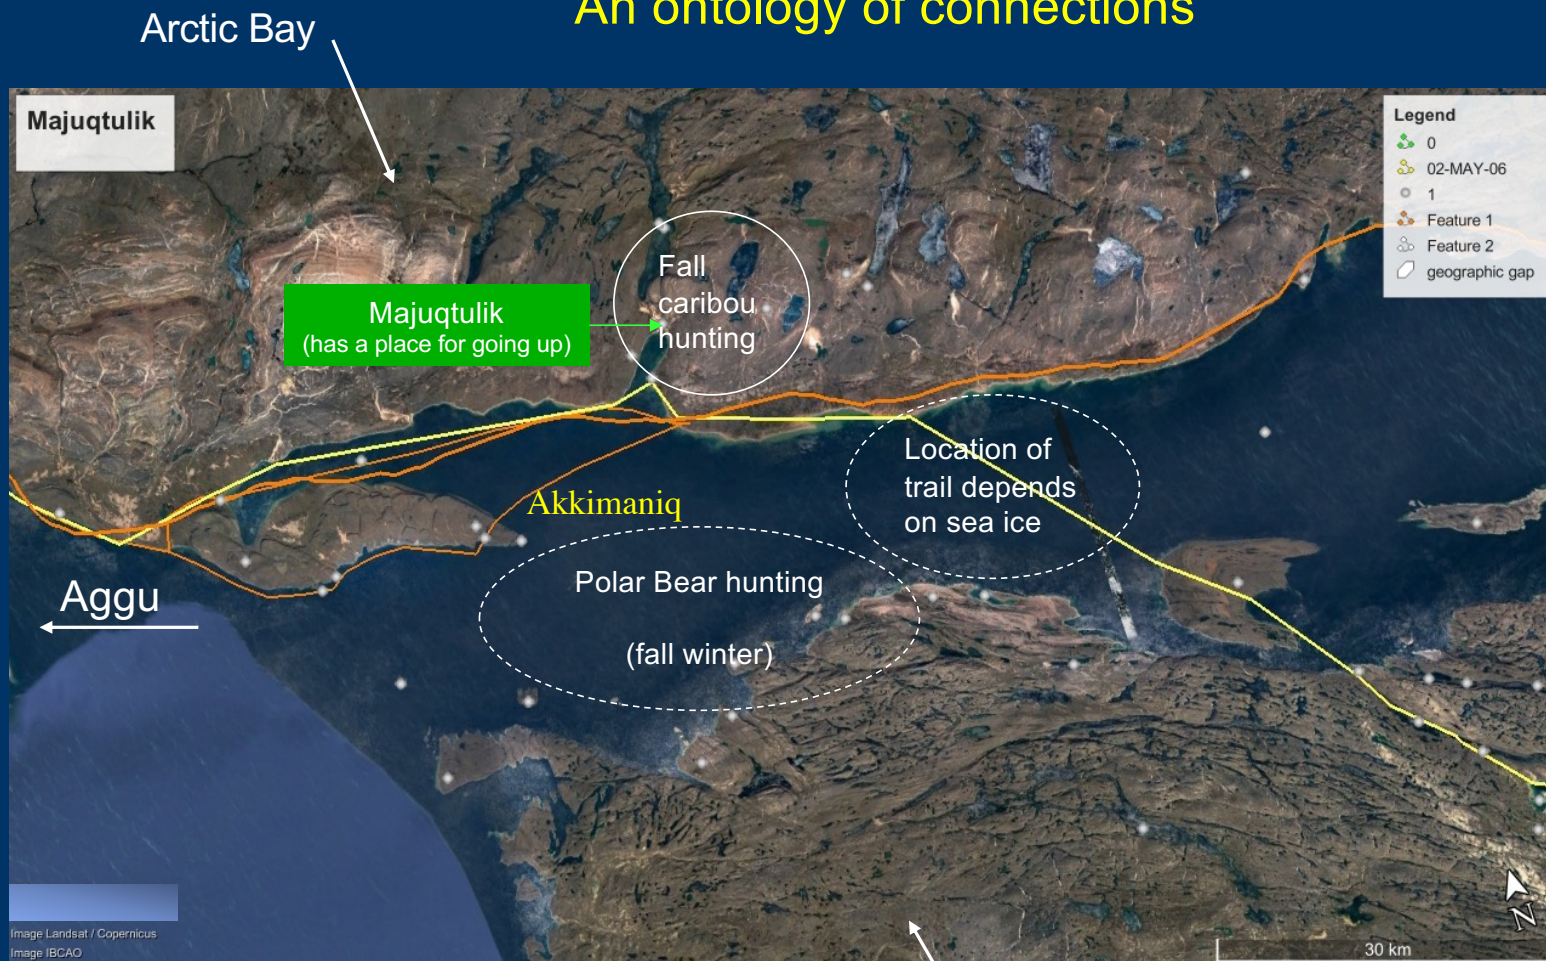 An ontology of connections
Arctic Bay
Majuqtulik
Legend
0
02-MAY-06
1
Feature 1
Feature 2
geographic gap
Fall
caribou
hunting
Majuqtulik
(has a place for going up)
Location of
trail depends
on sea ice
Akkimaniq
Polar Bear hunting
(fall winter)
Aggu
N
30 km
Image Landsat / Copernicus
Image IBCAO